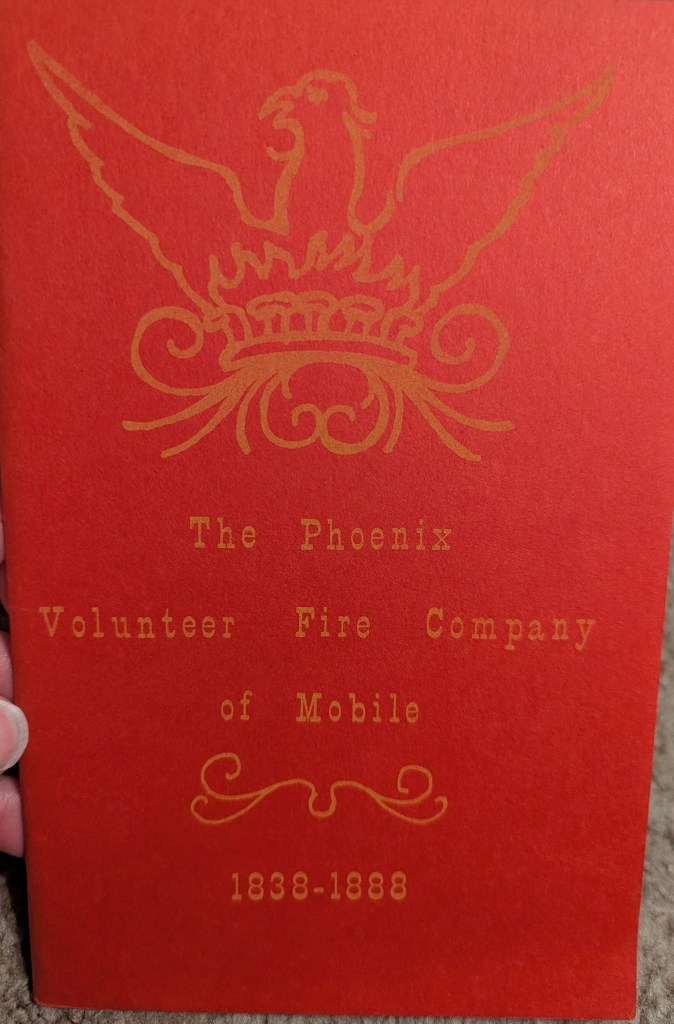 The Phoenix
Volunteer Fire Company
of Mobile
1838-1888